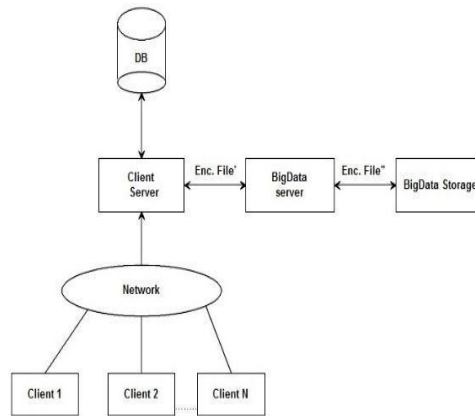 DB
Client
Server
Enc. File'
BigData
server
Enc. File"
BigData Storage
Network
Client 1
Client 2
Client N